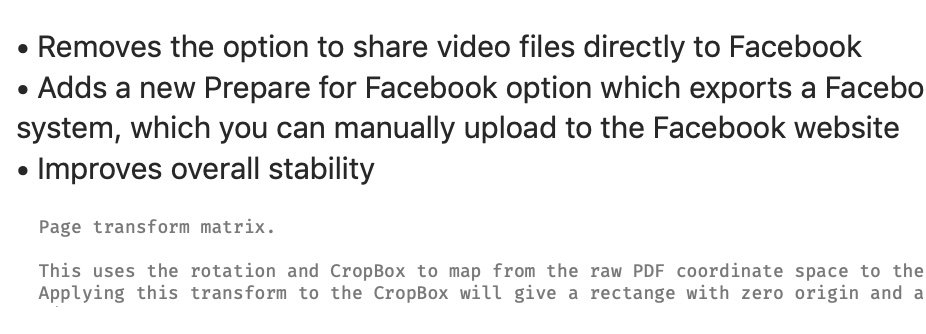 • Removes the option to share video files directly to Facebook
• Adds a new Prepare for Facebook option which exports a Facebo
system, which you can manually upload to the Facebook website
• Improves overall stability
Page transform matrix.
This uses the rotation and CropBox to map from the raw PDF coordinate space to the
Applying this transform to the CropBox will give a rectange with zero origin and a